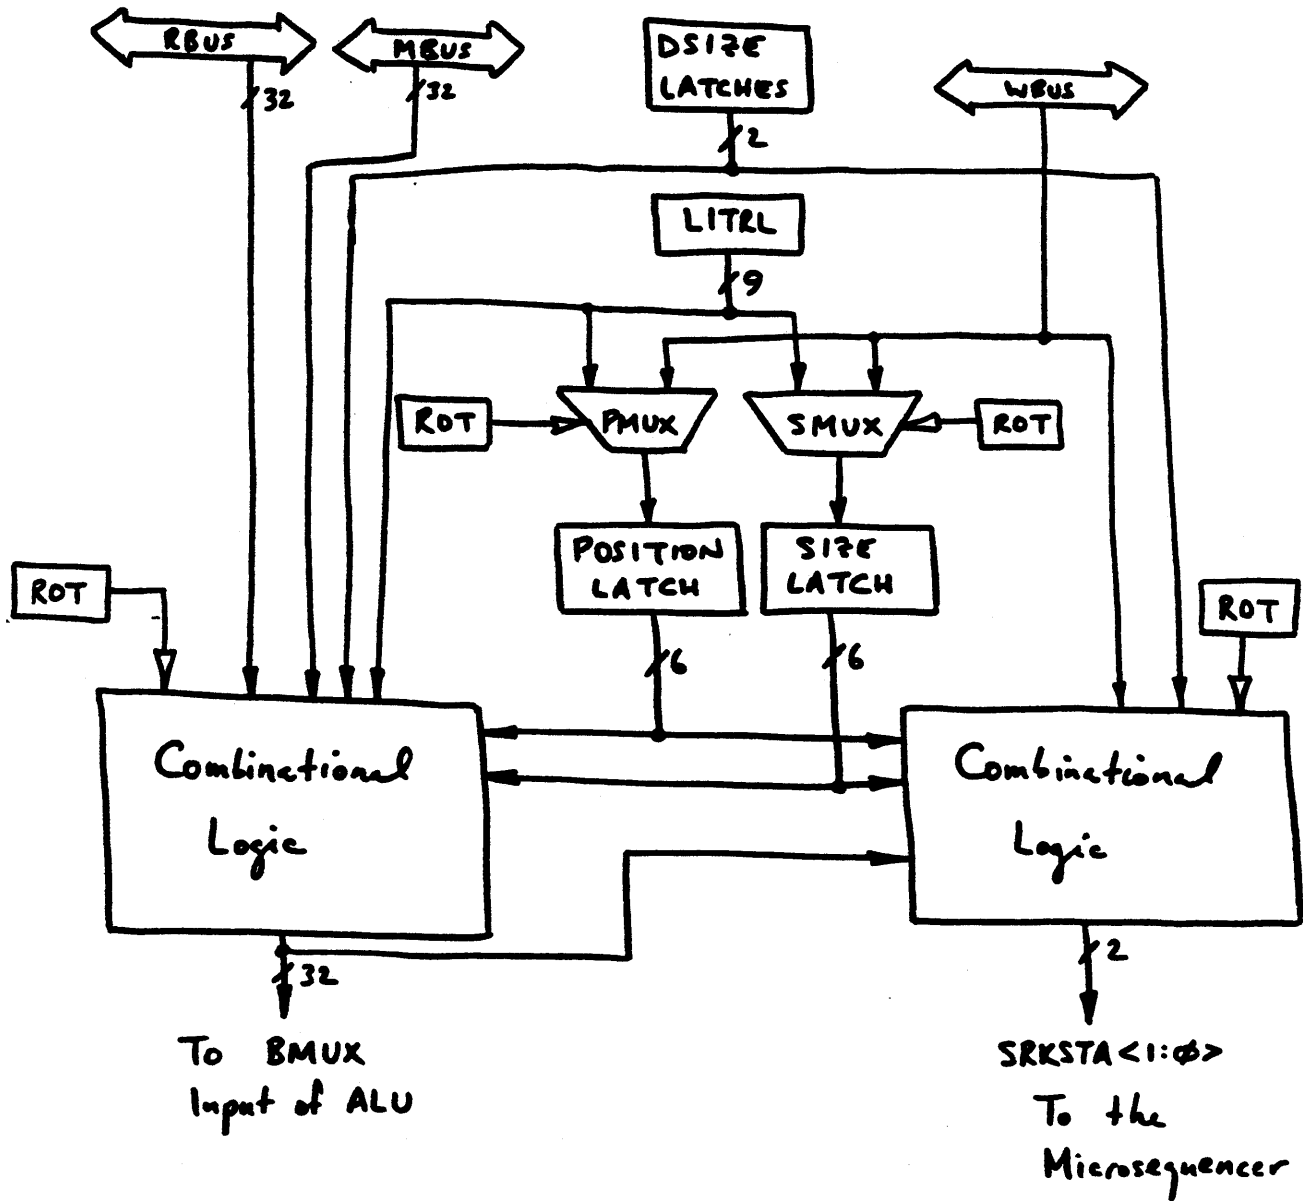 RBUS
MBUS
DSIZE
LATCHES
WBUS
32
32
2
LITRL
9
ROT
PMUX
SMUX
ROT
POSITION
LATCH
SIZE
LATCH
ROT
ROT
6
6
Combinational
Logic
Combinational
Logic
32
2
To BMUX
Input of ALU
SRKSTA<1:0>
To the
Microsequencer